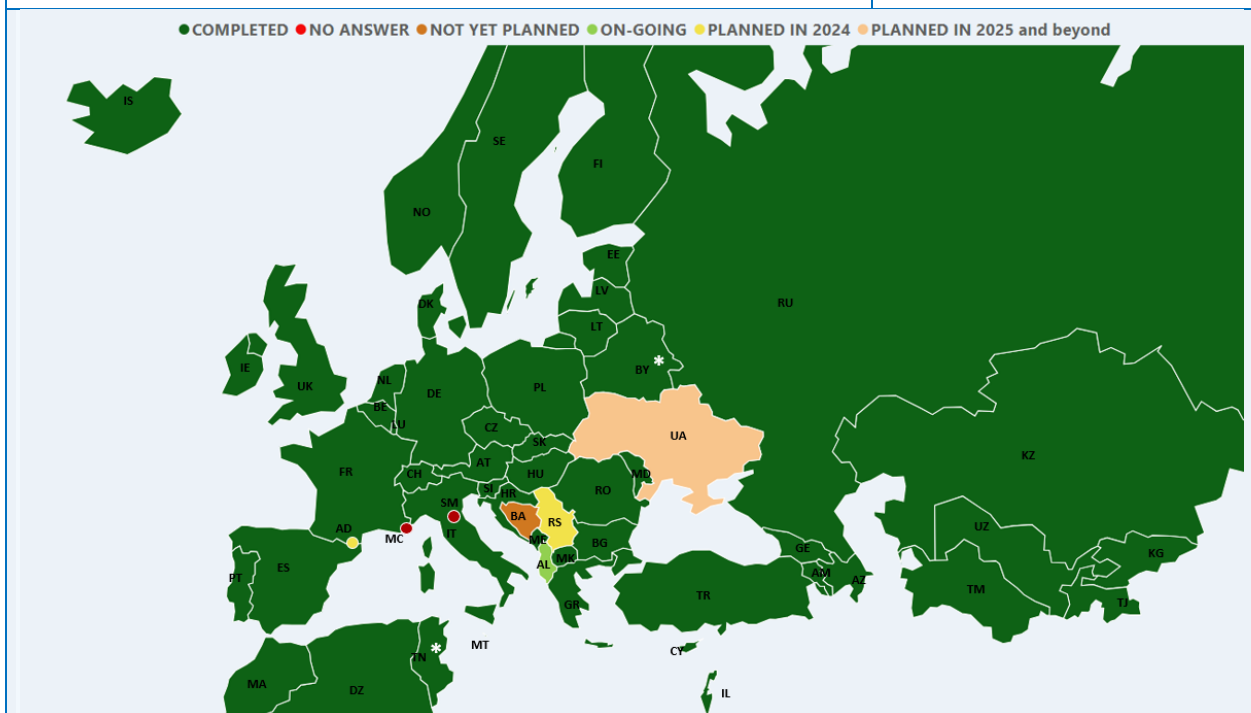 COMPLETED NO ANSWER NOT YET PLANNED ON-GOING PLANNED IN 2024 PLANNED IN 2025 and beyond
IS
SE
FI
NO
EE
LV
RU
DK
LT
IE
BY *
UK
NL
DE
PL
BE
LU
CZ
UA
SK
KZ
FR
CH
AT
HU
MD
SI
HR
RO
SM
BA
RS
UZ
AD
MC
IT
ME
BG
GE
KG
ES
PT
AL
MK
AM
AZ
TM
TJ
GR
TR
TN *
MT
CY
MA
DZ
IL